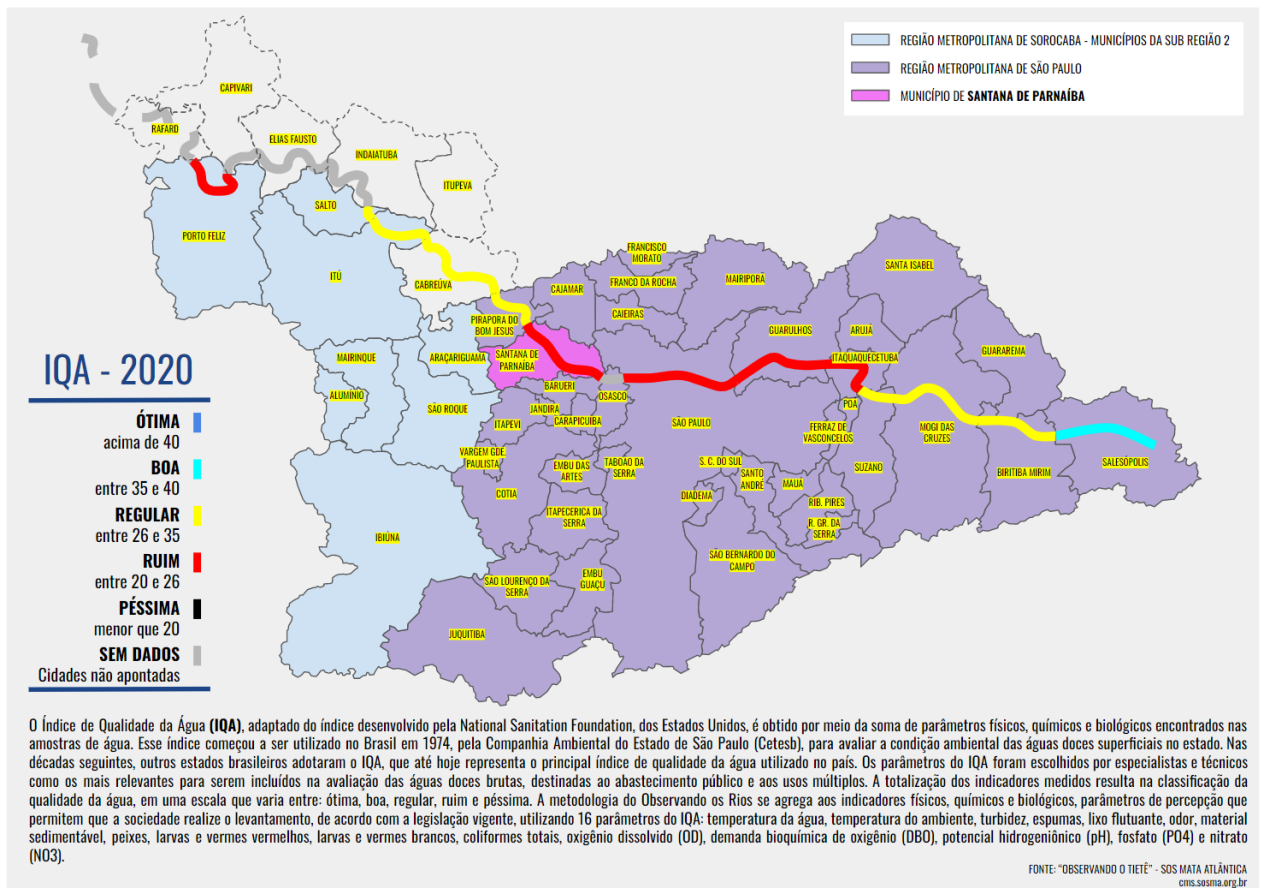 REGIÃO METROPOLITANA DE SOROCABA - MUNICÍPIOS DA SUB REGIÃO 2
REGIÃO METROPOLITANA DE SÃO PAULO
MUNICÍPIO DE SANTANA DE PARNAÍBA
CAPIVARI
RAFARD
ELIAS FAUSTO
INDAIATUBA
ITUPEVA
SALTO
PORTO FELIZ
ITÚ
CABREÚVA
FRANCISCO
MORATO
SANTA ISABEL
CAJAMAR
FRANCO DA ROCHA
MAIRIPORÃ
CAIEIRAS
PIRAPORA DO
BOM JESUS
GUARULHOS
ARUJÁ
GUARAREMA
MAIRINQUE
ARAÇARIGUAMA
SANTANA DE
PARNAÍBA
ITAQUAQUECETUBA
BARUERI
ALUMÍNIO
OSASCO
SÃO ROQUE
JANDIRA
POÁ
ITAPEVI
CARAPICUIBA
SÃO PAULO
FERRAZ DE
VASCONCELOS
MOGI DAS
CRUZES
VARGEM GDE.
PAULISTA
EMBU DAS
ARTES
TABOAO DA
SERRA
S. C. DO SUL
SANTO
ANDRÉ
MAUÁ
SUZANO
BIRITIBA MIRIM
SALESÓPOLIS
COTIA
DIADEMA
RIB. PIRES
ITAPECERICA DA
SERRA
R. GR. DA
SERRA
IBIÚNA
SÃO BERNARDO DO
CAMPO
SÃO LOURENÇO DA
SERRA
EMBU
GUAÇU
JUQUITIBA
IQA - 2020
ÓTIMA
acima de 40
BOA
entre 35 e 40
REGULAR
entre 26 e 35
RUIM
entre 20 e 26
PÉSSIMA
menor que 20
SEM DADOS
Cidades não apontadas
O Índice de Qualidade da Água (IQA), adaptado do índice desenvolvido pela National Sanitation Foundation, dos Estados Unidos, é obtido por meio da soma de parâmetros físicos, químicos e biológicos encontrados nas
amostras de água. Esse índice começou a ser utilizado no Brasil em 1974, pela Companhia Ambiental do Estado de São Paulo (Cetesb), para avaliar a condição ambiental das águas doces superficiais no estado. Nas
décadas seguintes, outros estados brasileiros adotaram o IQA, que até hoje representa o principal índice de qualidade da água utilizado no país. Os parâmetros do IQA foram escolhidos por especialistas e técnicos
como os mais relevantes para serem incluídos na avaliação das águas doces brutas, destinadas ao abastecimento público e aos usos múltiplos. A totalização dos indicadores medidos resulta na classificação da
qualidade da água, em uma escala que varia entre: ótima, boa, regular, ruim e péssima. A metodologia do Observando os Rios se agrega aos indicadores físicos, químicos e biológicos, parâmetros de percepção que
permitem que a sociedade realize o levantamento, de acordo com a legislação vigente, utilizando 16 parâmetros do IQA: temperatura da água, temperatura do ambiente, turbidez, espumas, lixo flutuante, odor, material
sedimentável, peixes, larvas e vermes vermelhos, larvas e vermes brancos, coliformes totais, oxigênio dissolvido (OD), demanda bioquímica de oxigênio (DBO), potencial hidrogeniônico (pH), fosfato (PO4) e nitrato
(NO3).
FONTE: "OBSERVANDO O TIETÊ" - SOS MATA ATLÂNTICA
cms.sosma.org.br